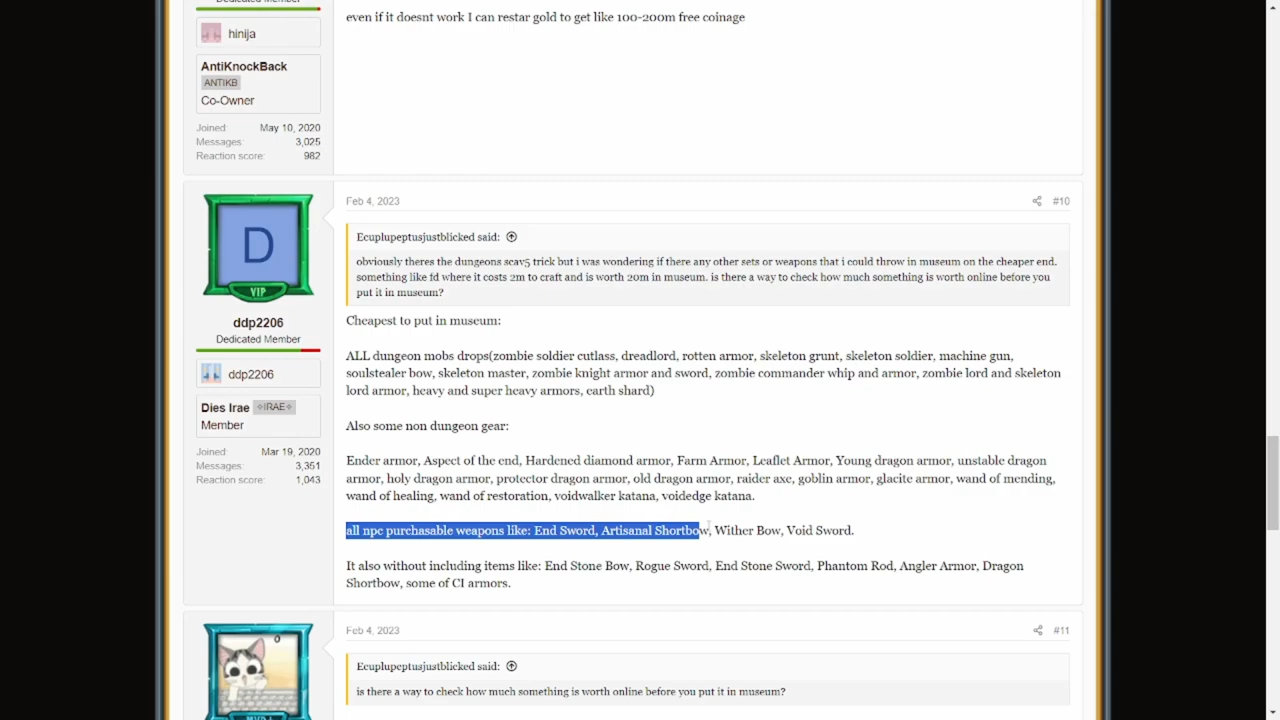 Dedicated Member
even if it doesnt work I can restar gold to get like 100-200m free coinage
hinija
AntiKnockBack
ANTIKB
Co-Owner
Joined: May 10, 2020
Messages: 3,025
Reaction score: 982
D
VIP
ddp2206
Dedicated Member
ddp2206
Dies Irae ✧IRAE✧
Member
Joined: Mar 19, 2020
Messages: 3,351
Reaction score: 1,043
Feb 4, 2023 #10
Ecuplupeptusjustblicked said:
obviously theres the dungeons scav5 trick but i was wondering if there any other sets or weapons that i could throw in museum on the cheaper end.
something like fd where it costs 2m to craft and is worth 20m in museum. is there a way to check how much something is worth online before you
put it in museum?
Cheapest to put in museum:
ALL dungeon mobs drops(zombie soldier cutlass, dreadlord, rotten armor, skeleton grunt, skeleton soldier, machine gun,
soulstealer bow, skeleton master, zombie knight armor and sword, zombie commander whip and armor, zombie lord and skeleton
lord armor, heavy and super heavy armors, earth shard)
Also some non dungeon gear:
Ender armor, Aspect of the end, Hardened diamond armor, Farm Armor, Leaflet Armor, Young dragon armor, unstable dragon
armor, holy dragon armor, protector dragon armor, old dragon armor, raider axe, goblin armor, glacite armor, wand of mending,
wand of healing, wand of restoration, voidwalker katana, voidedge katana.
all npc purchasable weapons like: End Sword, Artisanal Shortbow, Wither Bow, Void Sword.
It also without including items like: End Stone Bow, Rogue Sword, End Stone Sword, Phantom Rod, Angler Armor, Dragon
Shortbow, some of CI armors.
Feb 4, 2023 #11
Ecuplupeptusjustblicked said:
is there a way to check how much something is worth online before you put it in museum?